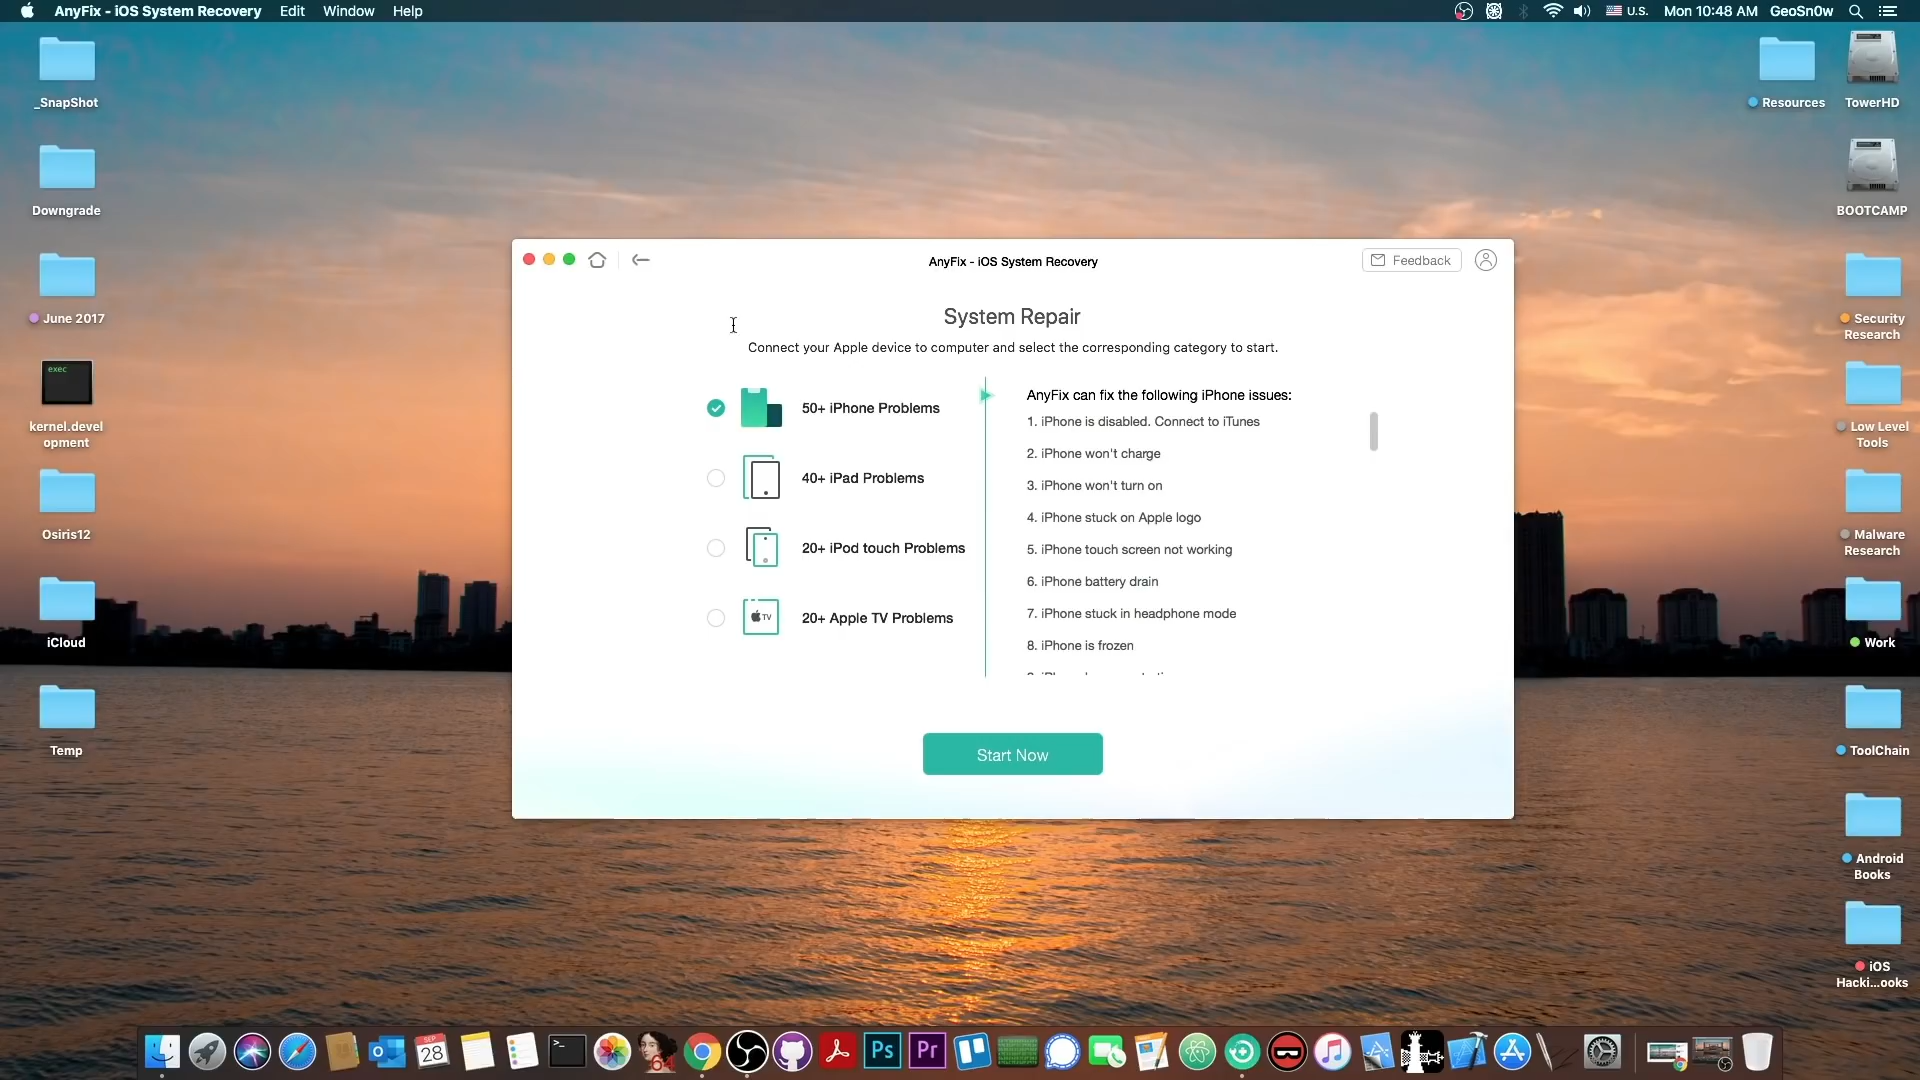 AnyFix - iOS System Recovery Edit Window Help
U.S. Mon 10:48 AM GeoSn0w
_SnapShot
Downgrade
June 2017
exec
kernel.devel
opment
Osiris12
iCloud
Temp
AnyFix - iOS System Recovery
Feedback
System Repair
Connect your Apple device to computer and select the corresponding category to start.
50+ iPhone Problems
40+ iPad Problems
20+ iPod touch Problems
tv
20+ Apple TV Problems
AnyFix can fix the following iPhone issues:
1. iPhone is disabled. Connect to iTunes
2. iPhone won't charge
3. iPhone won't turn on
4. iPhone stuck on Apple logo
5. iPhone touch screen not working
6. iPhone battery drain
7. iPhone stuck in headphone mode
8. iPhone is frozen
Start Now
Resources
TowerHD
BOOTCAMP
Security
Research
Low Level
Tools
Malware
Research
Work
ToolChain
Android
Books
iOS
Hacki...ooks
SEP
28
>_
Ps
Pr